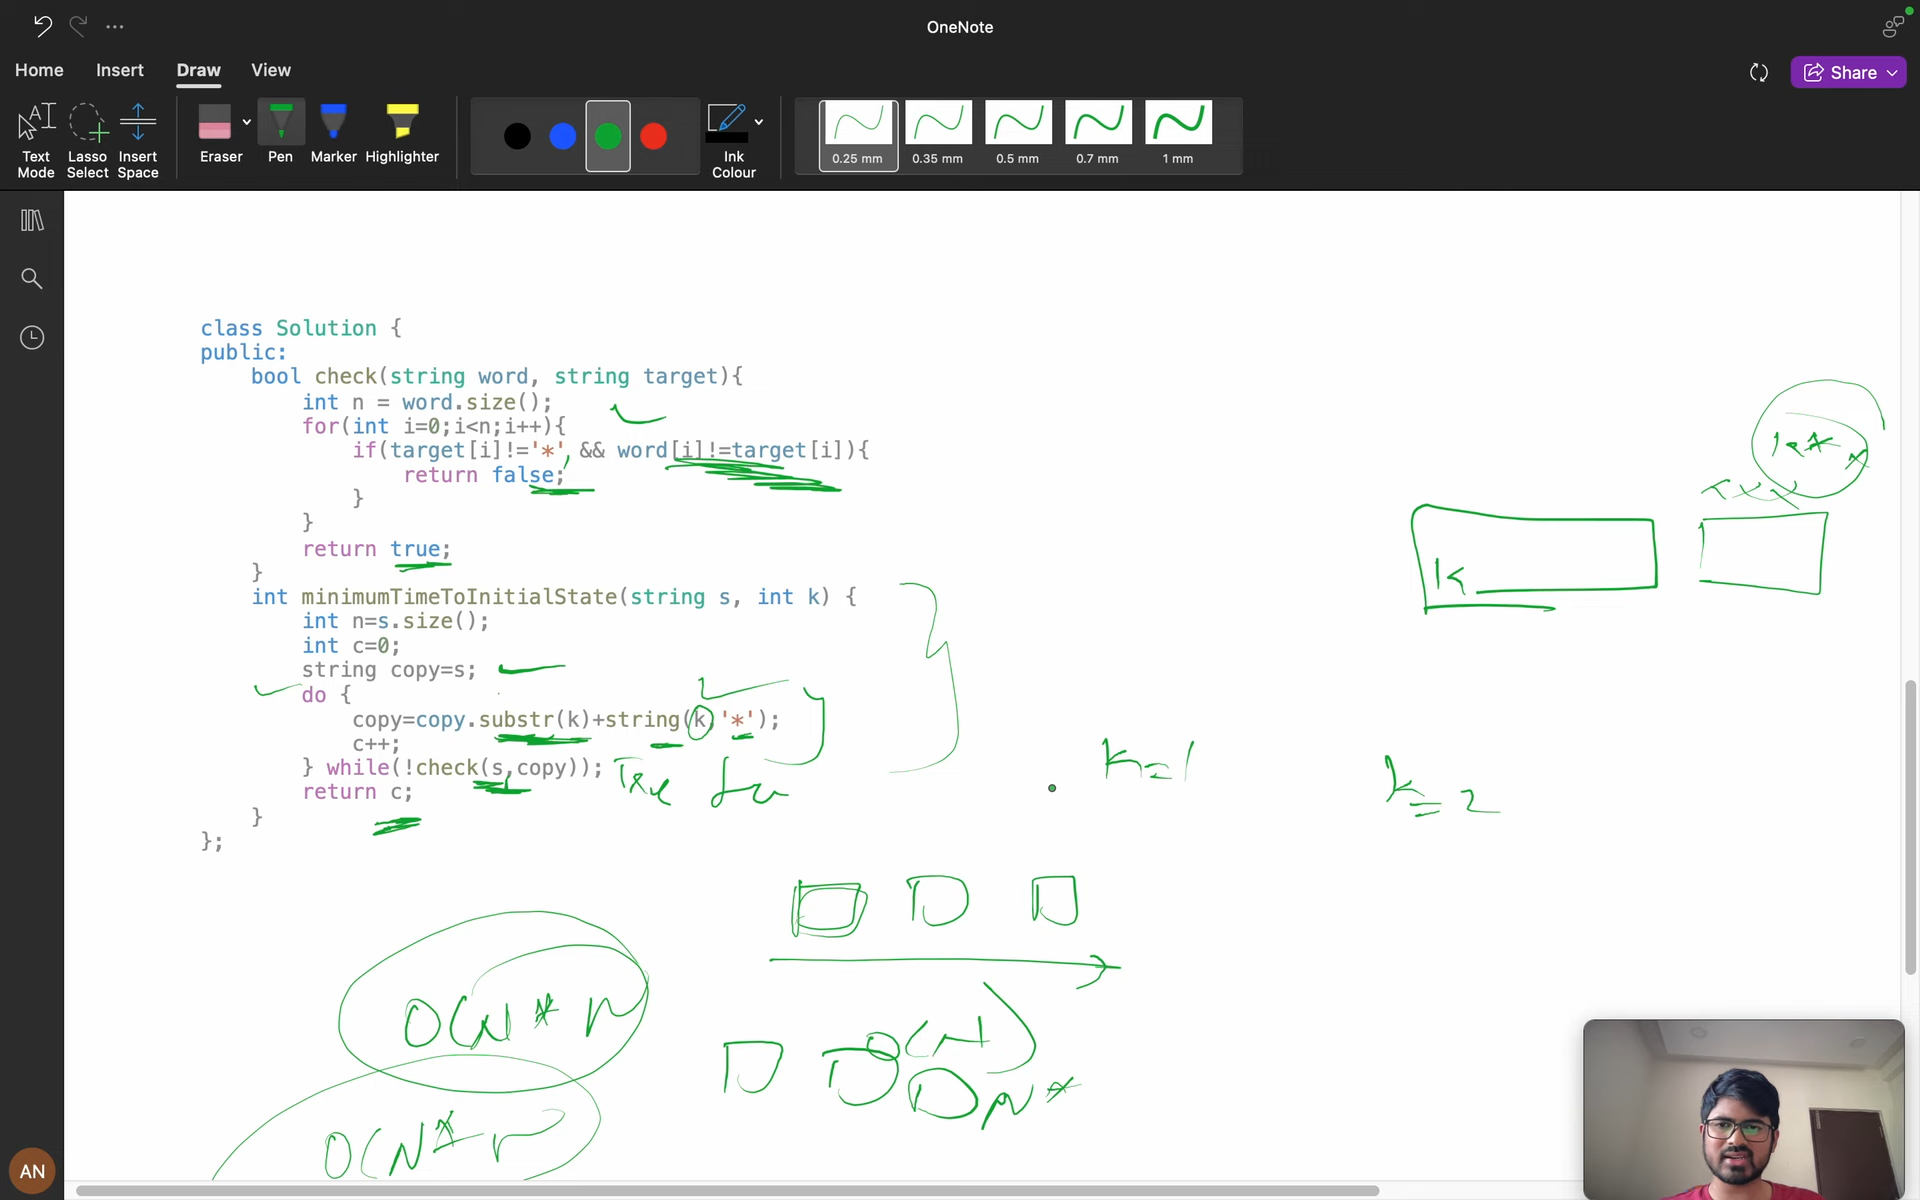 OneNote
Home Insert Draw View
Share
Text Mode
Lasso Select
Insert Space
Eraser
Pen
Marker
Highlighter
Ink Colour
0.25 mm
0.35 mm
0.5 mm
0.7 mm
1 mm
class Solution {
public:
bool check(string word, string target){
int n = word.size();
for(int i=0;i<n;i++){
if(target[i]!='*' && word[i]!=target[i]){
return false;
}
}
return true;
}
int minimumTimeToInitialState(string s, int k) {
int n=s.size();
int c=0;
string copy=s;
do {
copy=copy.substr(k)+string(k,'*');
c++;
} while(!check(s,copy));
return c;
}
};
True
k
k=1
k=2
O(N*N
O(N)
N*
O(N*N
AN